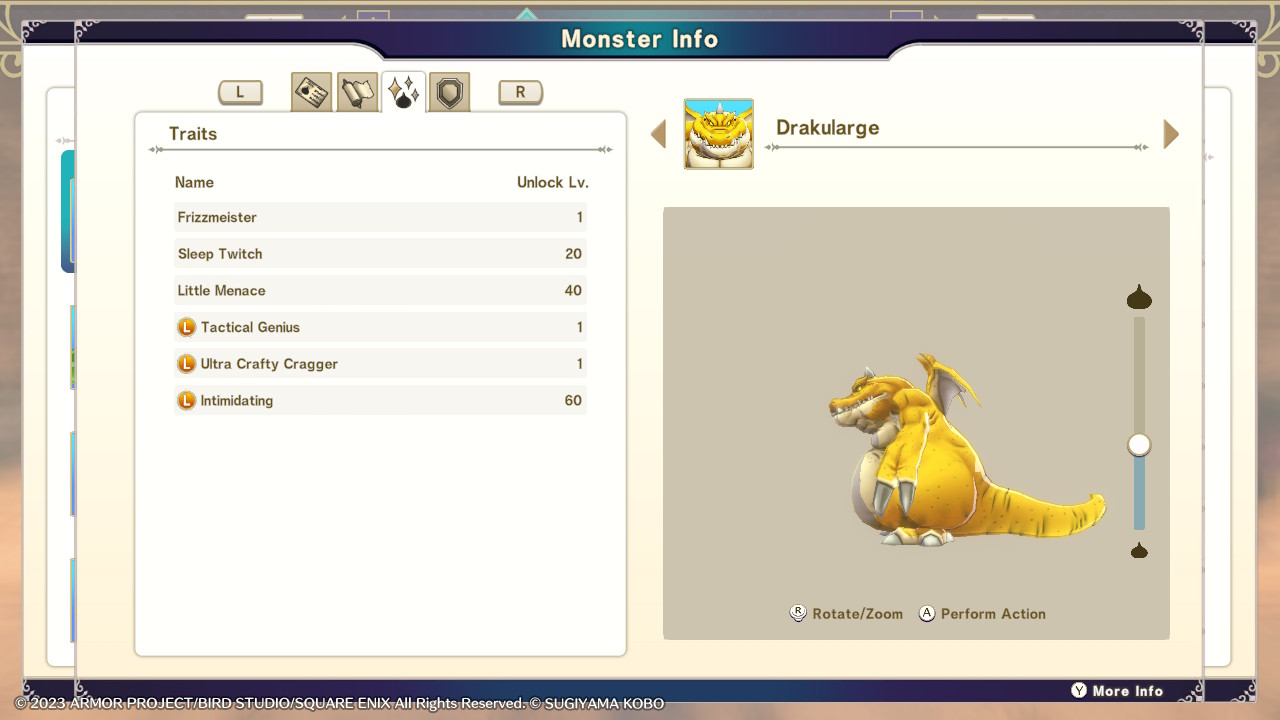 Monster Info
L
R
Traits
Name Unlock Lv.
Frizzmeister 1
Sleep Twitch 20
Little Menace 40
L Tactical Genius 1
L Ultra Crafty Cragger 1
L Intimidating 60
Drakularge
R Rotate/Zoom A Perform Action
Y More Info
© 2023 ARMOR PROJECT/BIRD STUDIO/SQUARE ENIX All Rights Reserved. © SUGIYAMA KOBO